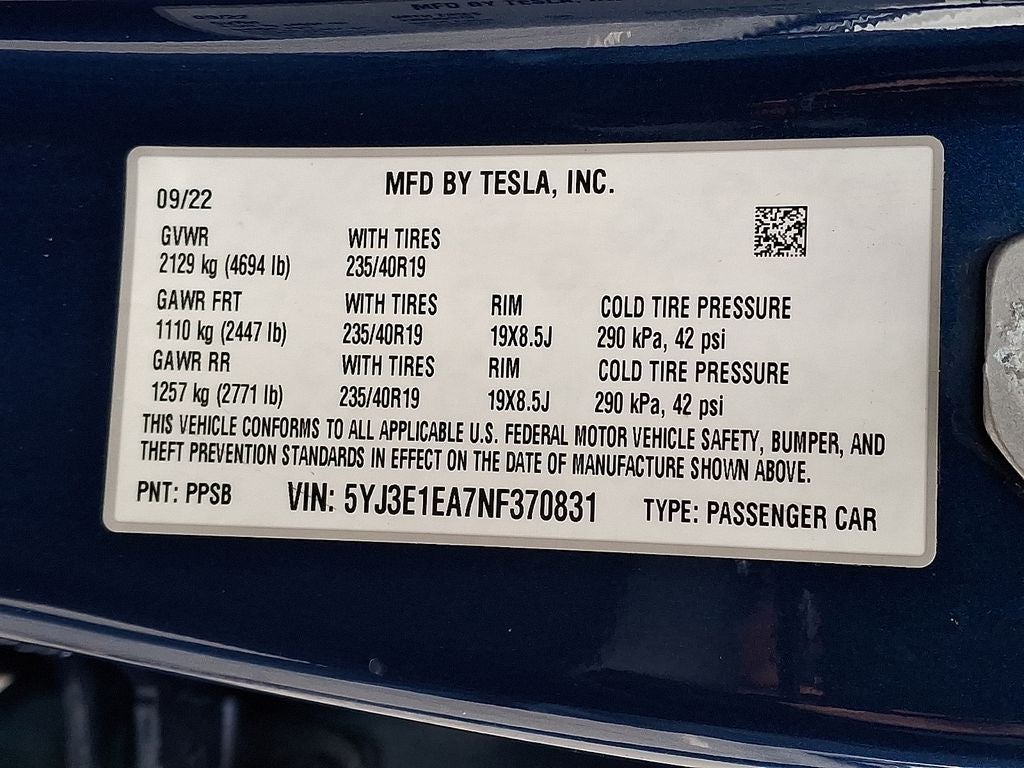 MFD BY TESLA, INC.
09/22
GVWR WITH TIRES
2129 kg (4694 lb) 235/40R19
GAWR FRT WITH TIRES RIM COLD TIRE PRESSURE
1110 kg (2447 lb) 235/40R19 19X8.5J 290 kPa, 42 psi
GAWR RR WITH TIRES RIM COLD TIRE PRESSURE
1257 kg (2771 lb) 235/40R19 19X8.5J 290 kPa, 42 psi
THIS VEHICLE CONFORMS TO ALL APPLICABLE U.S. FEDERAL MOTOR VEHICLE SAFETY, BUMPER, AND
THEFT PREVENTION STANDARDS IN EFFECT ON THE DATE OF MANUFACTURE SHOWN ABOVE.
PNT: PPSB VIN: 5YJ3E1EA7NF370831 TYPE: PASSENGER CAR